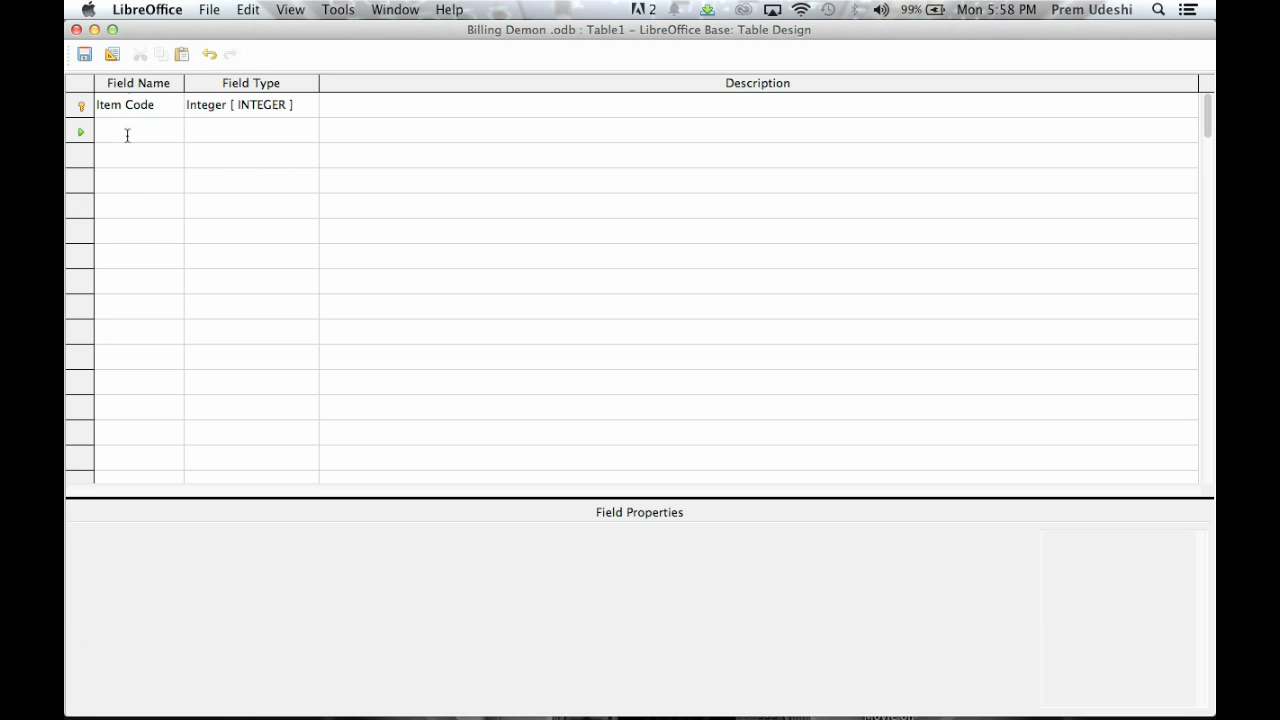 LibreOffice File Edit View Tools Window Help 2 99% Mon 5:58 PM Prem Udeshi
Billing Demon .odb : Table1 – LibreOffice Base: Table Design
Field Name Field Type Description
Item Code Integer [ INTEGER ]
Field Properties